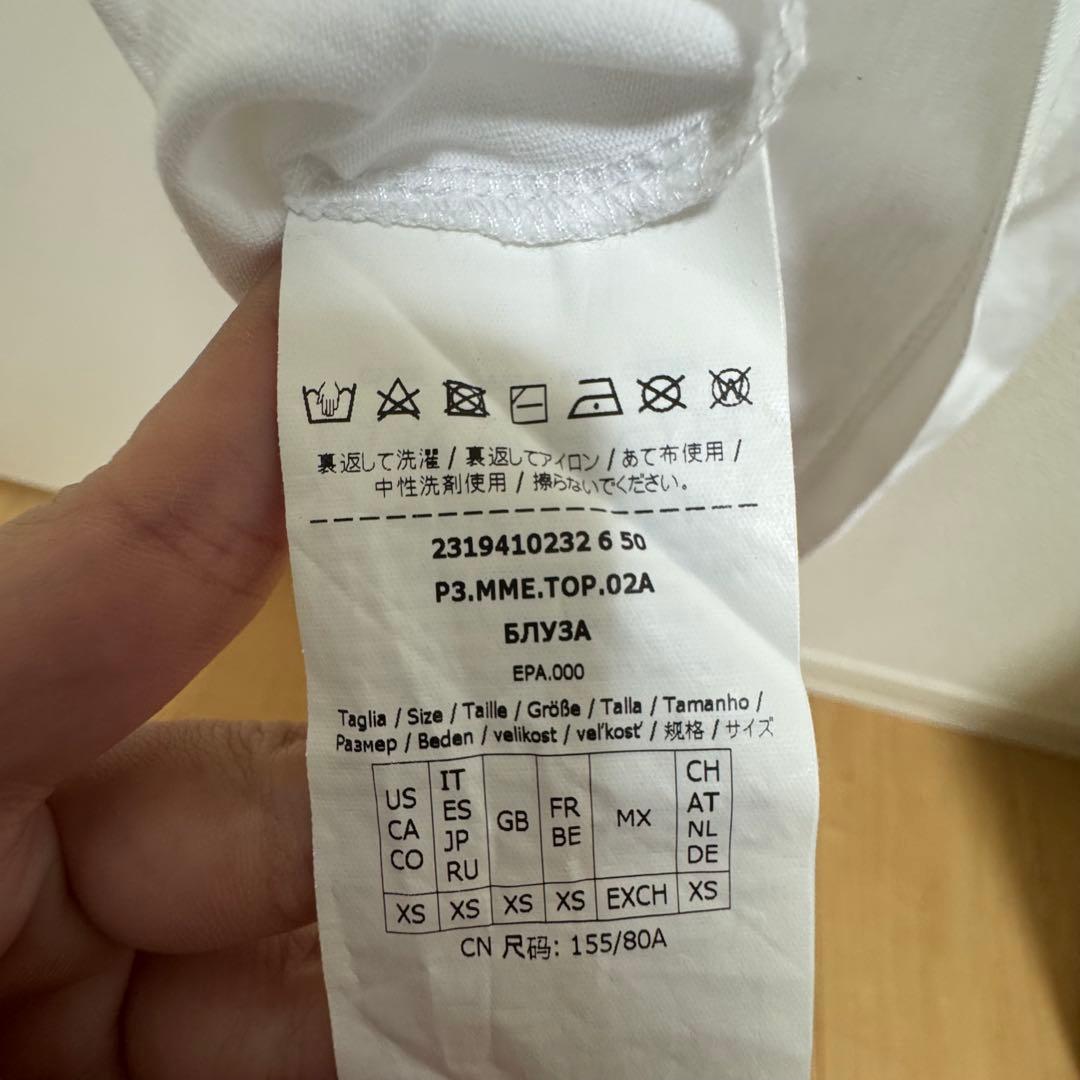 裏返して洗濯 / 裏返してアイロン / あて布使用 /
中性洗剤使用 / 擦らないでください。
2319410232 6 50
P3.MME.TOP.02A
БЛУЗА
EPA.000
Taglia / Size / Taille / Größe / Talla / Tamanho /
Размер / Beden / velikost / veľkosť / 规格 / サイズ
US CA CO IT ES JP RU GB FR BE MX CH AT NL DE
XS XS XS XS EXCH XS
CN 尺码: 155/80A